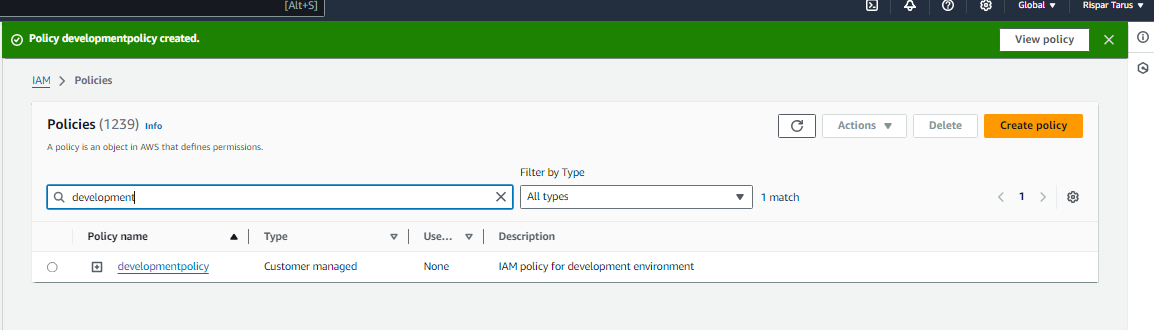 [Alt+S] Global Rispar Tarus
Policy developmentpolicy created. View policy
IAM > Policies
Policies (1239) Info Actions Delete Create policy
A policy is an object in AWS that defines permissions.
Filter by Type
development All types 1 match 1
Policy name Type Use... Description
developmentpolicy Customer managed None IAM policy for development environment